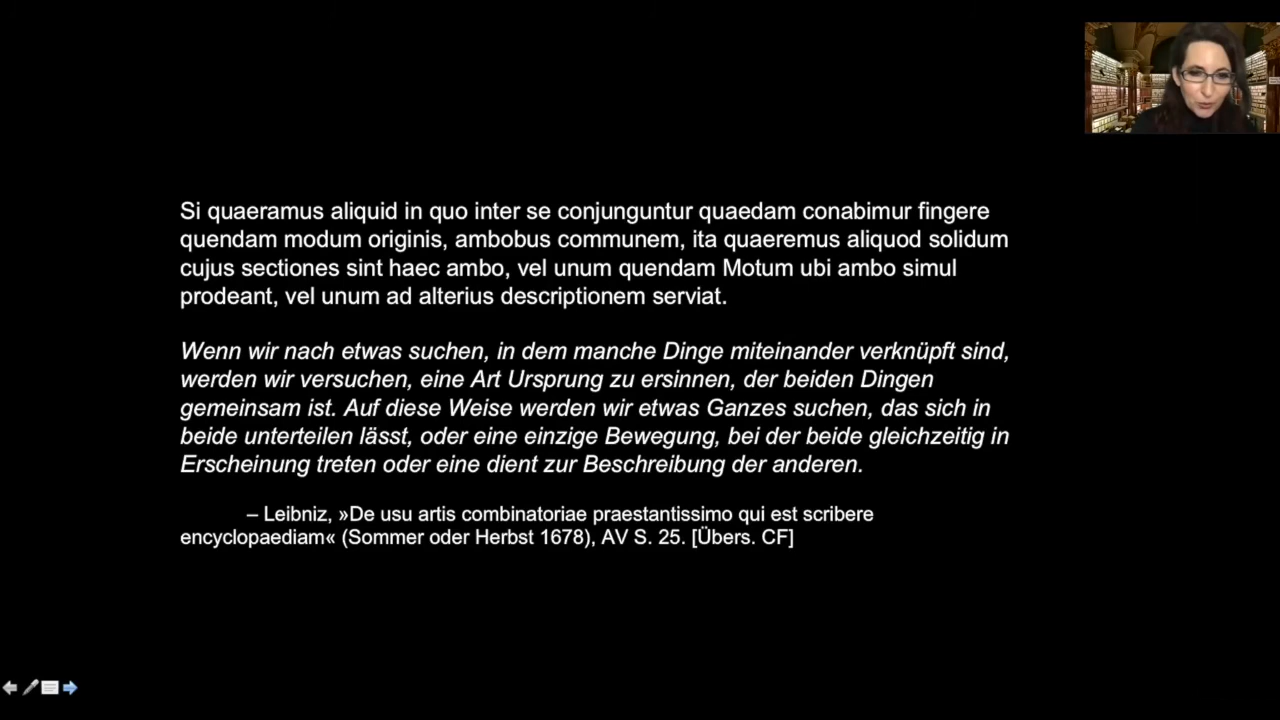 Si quaeramus aliquid in quo inter se conjunguntur quaedam conabimur fingere
quendam modum originis, ambobus communem, ita quaeremus aliquod solidum
cujus sectiones sint haec ambo, vel unum quendam Motum ubi ambo simul
prodeant, vel unum ad alterius descriptionem serviat.
Wenn wir nach etwas suchen, in dem manche Dinge miteinander verknüpft sind,
werden wir versuchen, eine Art Ursprung zu ersinnen, der beiden Dingen
gemeinsam ist. Auf diese Weise werden wir etwas Ganzes suchen, das sich in
beide unterteilen lässt, oder eine einzige Bewegung, bei der beide gleichzeitig in
Erscheinung treten oder eine dient zur Beschreibung der anderen.
– Leibniz, »De usu artis combinatoriae praestantissimo qui est scribere
encyclopaediam« (Sommer oder Herbst 1678), AV S. 25. [Übers. CF]